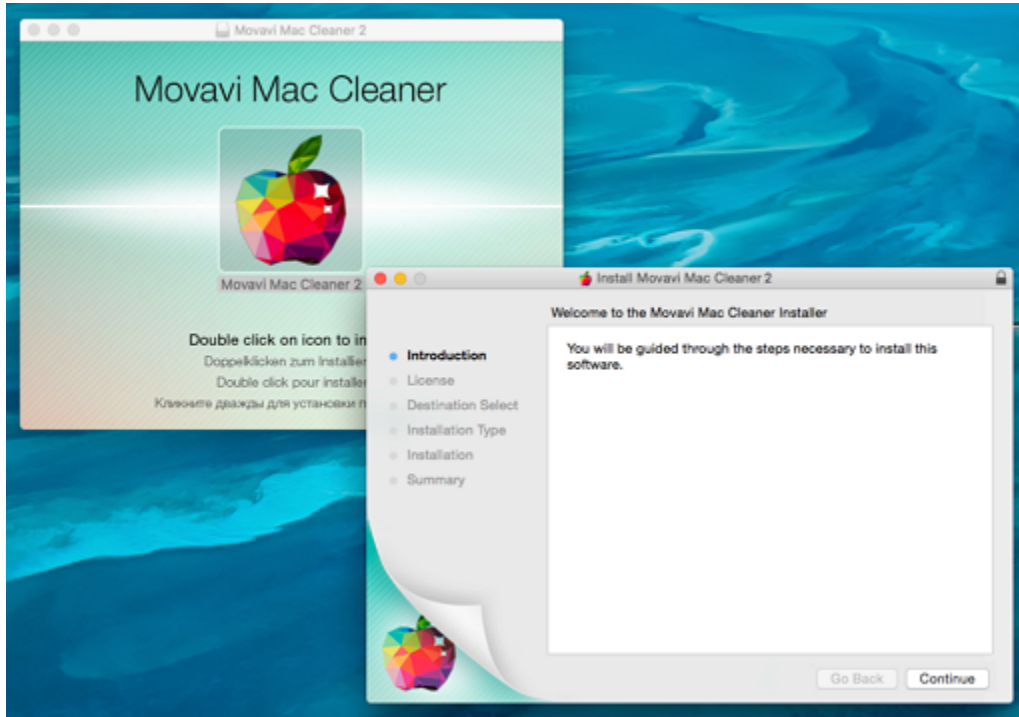 Movavi Mac Cleaner 2
Movavi Mac Cleaner
Movavi Mac Cleaner 2
Double click on icon to in
Doppelklicken zum Installier
Double click pour installe
Кликните дважды для установки п
Install Movavi Mac Cleaner 2
Welcome to the Movavi Mac Cleaner Installer
Introduction
License
Destination Select
Installation Type
Installation
Summary
You will be guided through the steps necessary to install this
software.
Go Back
Continue